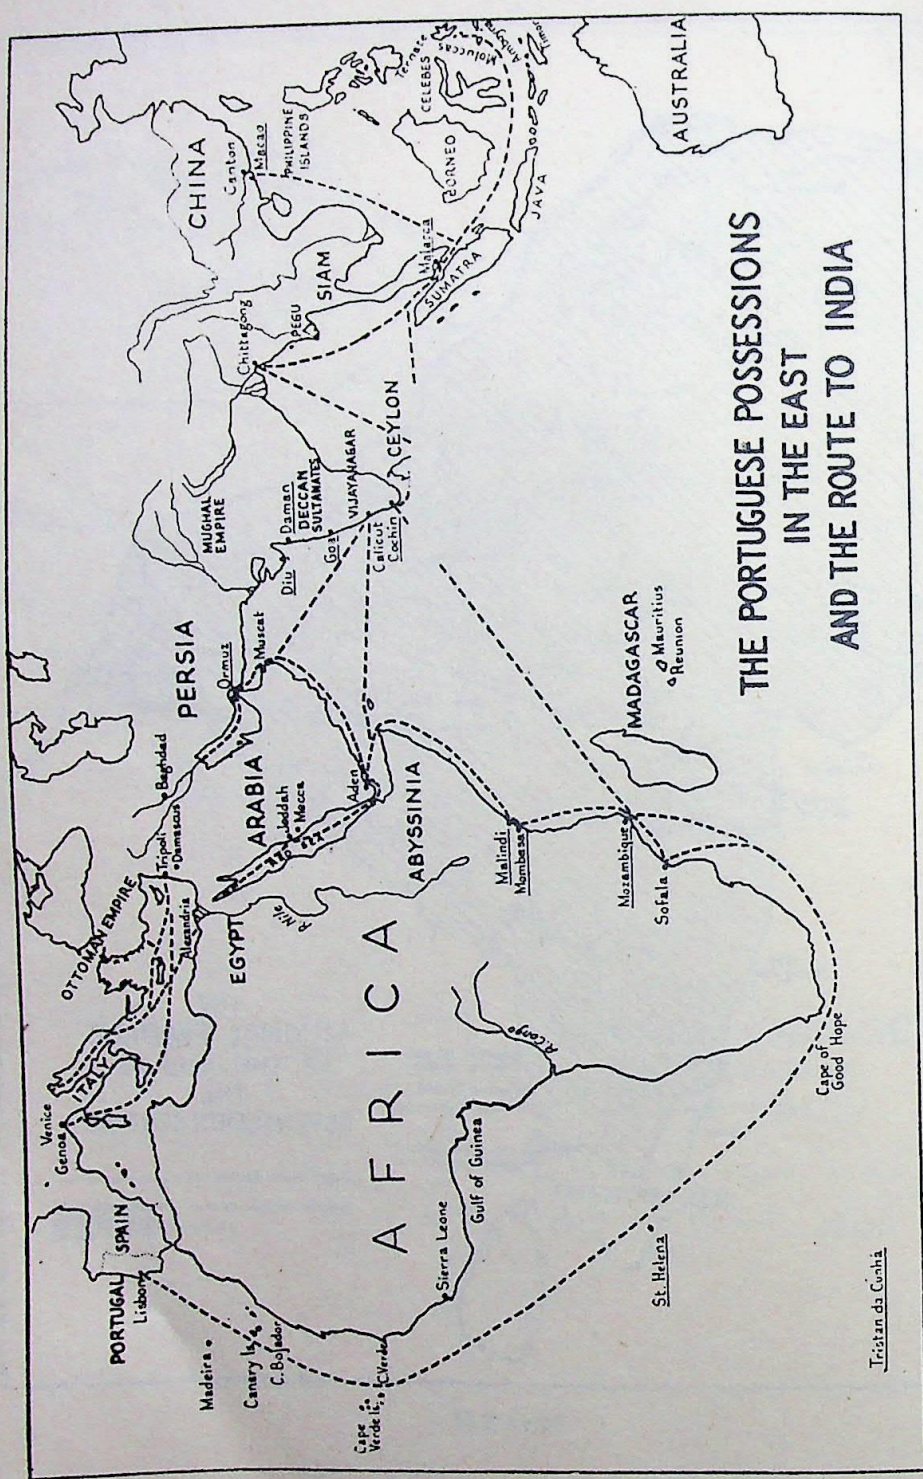 THE PORTUGUESE POSSESSIONS
IN THE EAST
AND THE ROUTE TO INDIA
PORTUGAL
SPAIN
Lisbon
Genoa
Venice
ITALY
OTTOMAN EMPIRE
Tripoli
Damascus
Baghdad
Alexandria
EGYPT
R. Nile
ARABIA
Jeddah
Mecca
Red Sea
Aden
PERSIA
Ormuz
Muscat
MUGHAL
EMPIRE
Diu
Daman
DECCAN
SULTANATES
Goa
VIJAYANAGAR
Calicut
Cochin
CEYLON
Chittagong
PEGU
SIAM
CHINA
Canton
Macao
PHILIPPINE
ISLANDS
Malacca
SUMATRA
BORNEO
CELEBES
JAVA
Ternate
Moluccas
Amboyna
Timor
AUSTRALIA
Madeira
Canary Is.
C. Bojador
Cape
Verde Is.
C. Verde
Sierra Leone
Gulf of Guinea
AFRICA
R. Congo
ABYSSINIA
Malindi
Mombasa
Mozambique
Sofala
MADAGASCAR
Mauritius
Reunion
St. Helena
Cape of
Good Hope
Tristan da Cunha